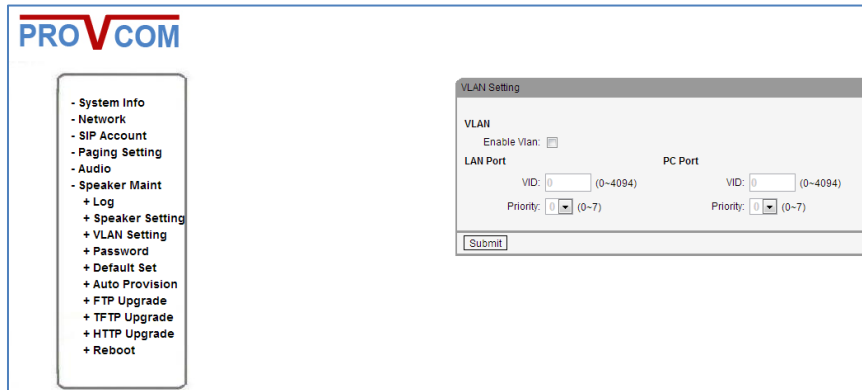 PROVCOM
- System Info
- Network
- SIP Account
- Paging Setting
- Audio
- Speaker Maint
+ Log
+ Speaker Setting
+ VLAN Setting
+ Password
+ Default Set
+ Auto Provision
+ FTP Upgrade
+ TFTP Upgrade
+ HTTP Upgrade
+ Reboot
VLAN Setting
VLAN
Enable Vlan:
LAN Port PC Port
VID: 0 (0~4094) VID: 0 (0~4094)
Priority: 0 (0~7) Priority: 0 (0~7)
Submit